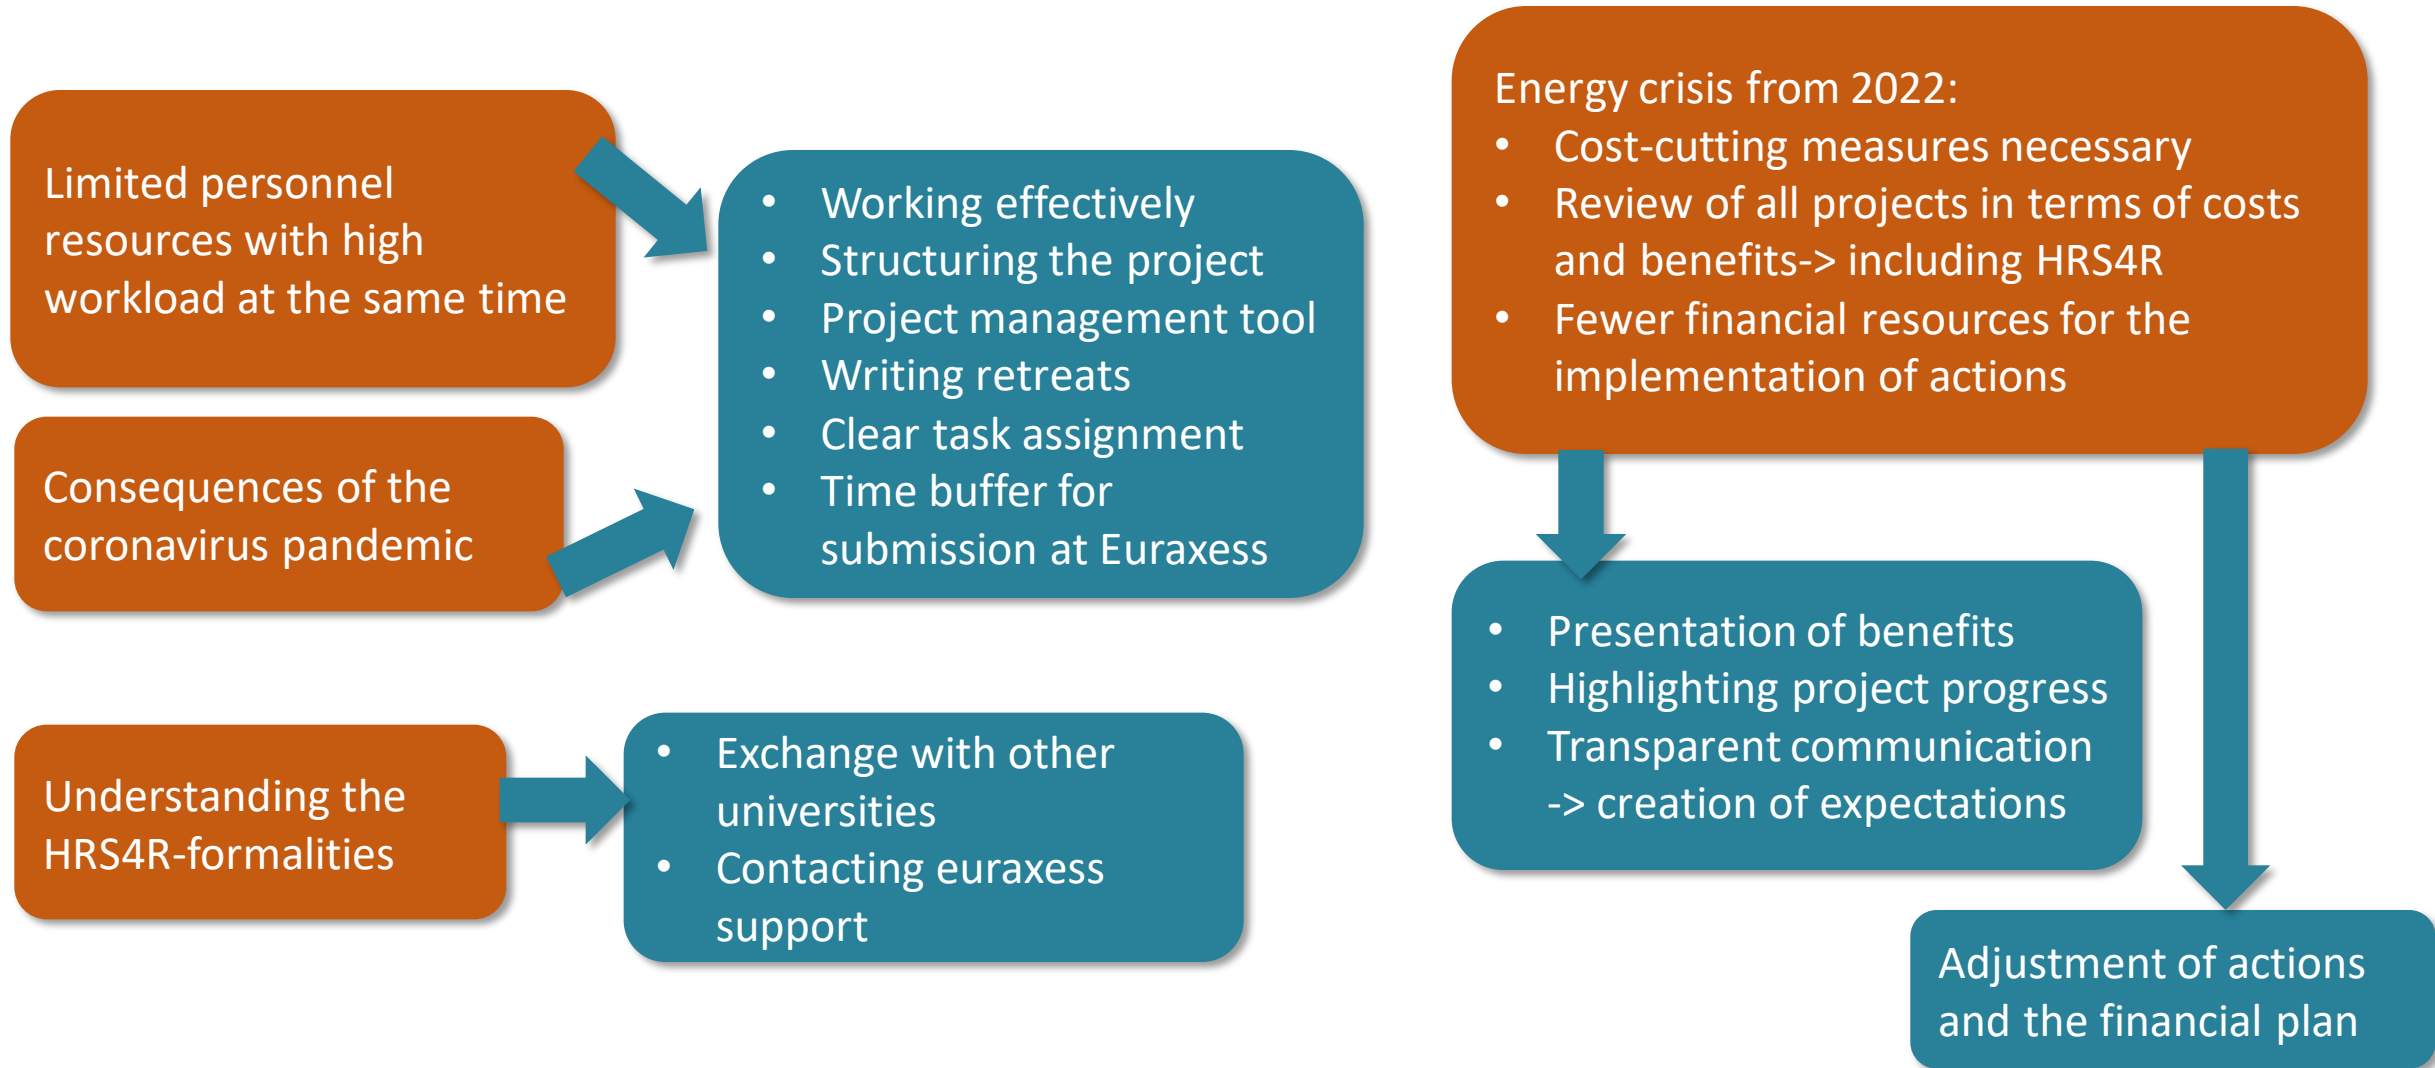 Limited personnel
resources with high
workload at the same time
Consequences of the
coronavirus pandemic
• Working effectively
• Structuring the project
• Project management tool
• Writing retreats
• Clear task assignment
• Time buffer for
submission at Euraxess
Understanding the
HRS4R-formalities
• Exchange with other
universities
• Contacting euraxess
support
Energy crisis from 2022:
• Cost-cutting measures necessary
• Review of all projects in terms of costs
and benefits-> including HRS4R
• Fewer financial resources for the
implementation of actions
• Presentation of benefits
• Highlighting project progress
• Transparent communication
-> creation of expectations
Adjustment of actions
and the financial plan